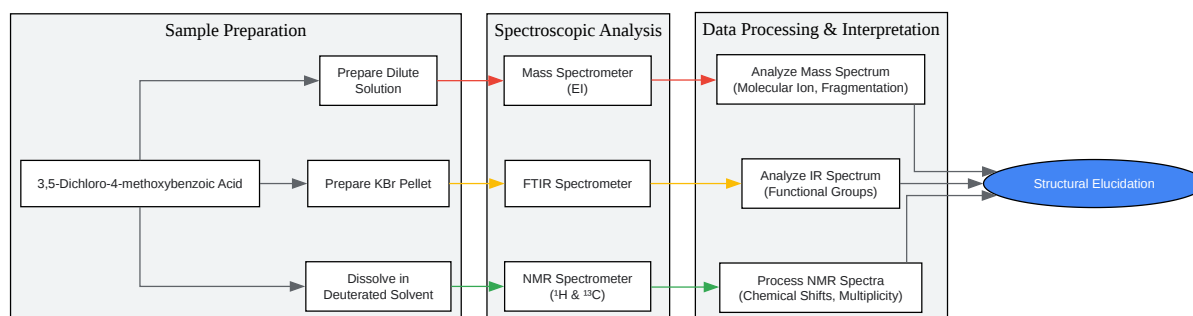 Sample Preparation
Spectroscopic Analysis
Data Processing & Interpretation
Prepare Dilute
Solution
Mass Spectrometer
(EI)
Analyze Mass Spectrum
(Molecular Ion, Fragmentation)
3,5-Dichloro-4-methoxybenzoic Acid
Prepare KBr Pellet
FTIR Spectrometer
Analyze IR Spectrum
(Functional Groups)
Structural Elucidation
Dissolve in
Deuterated Solvent
NMR Spectrometer
(¹H & ¹³C)
Process NMR Spectra
(Chemical Shifts, Multiplicity)